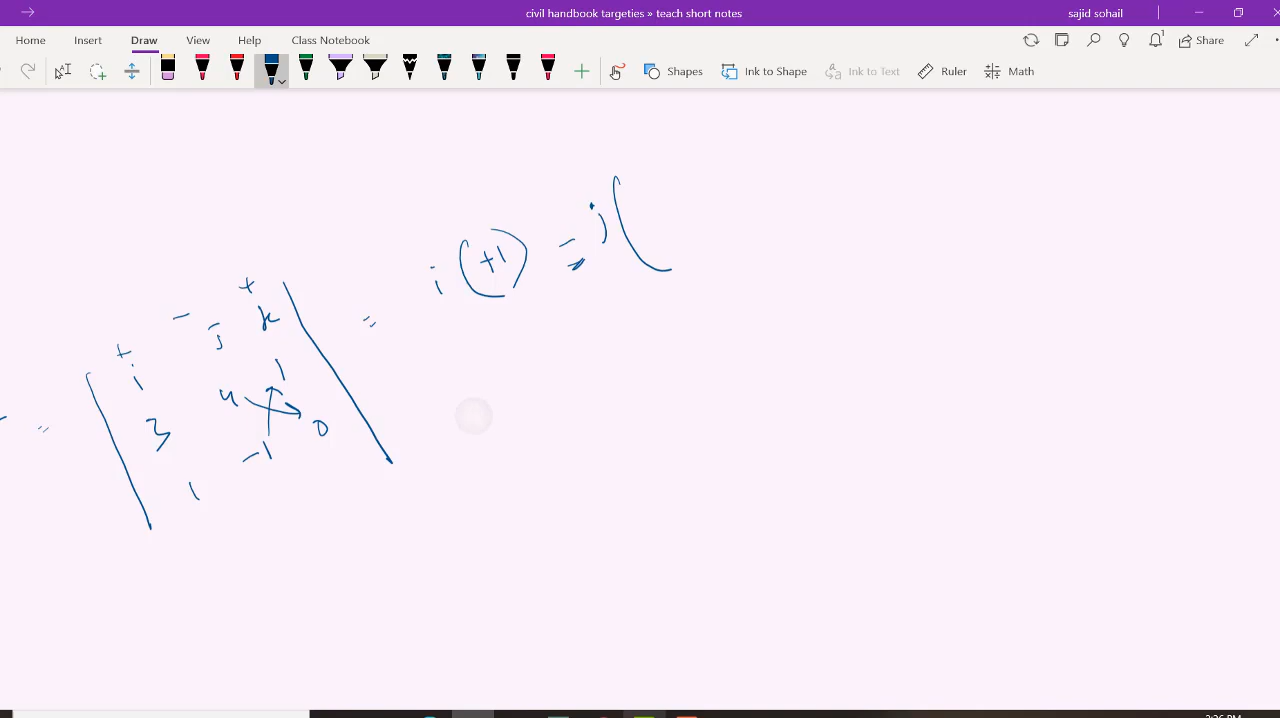 civil handbook targeties » teach short notes
sajid sohail
Home Insert Draw View Help Class Notebook
Share
Shapes Ink to Shape Ink to Text Ruler Math
i (+1) - j (
+ - +
i j k =
= 3 4 1
1 -1 0